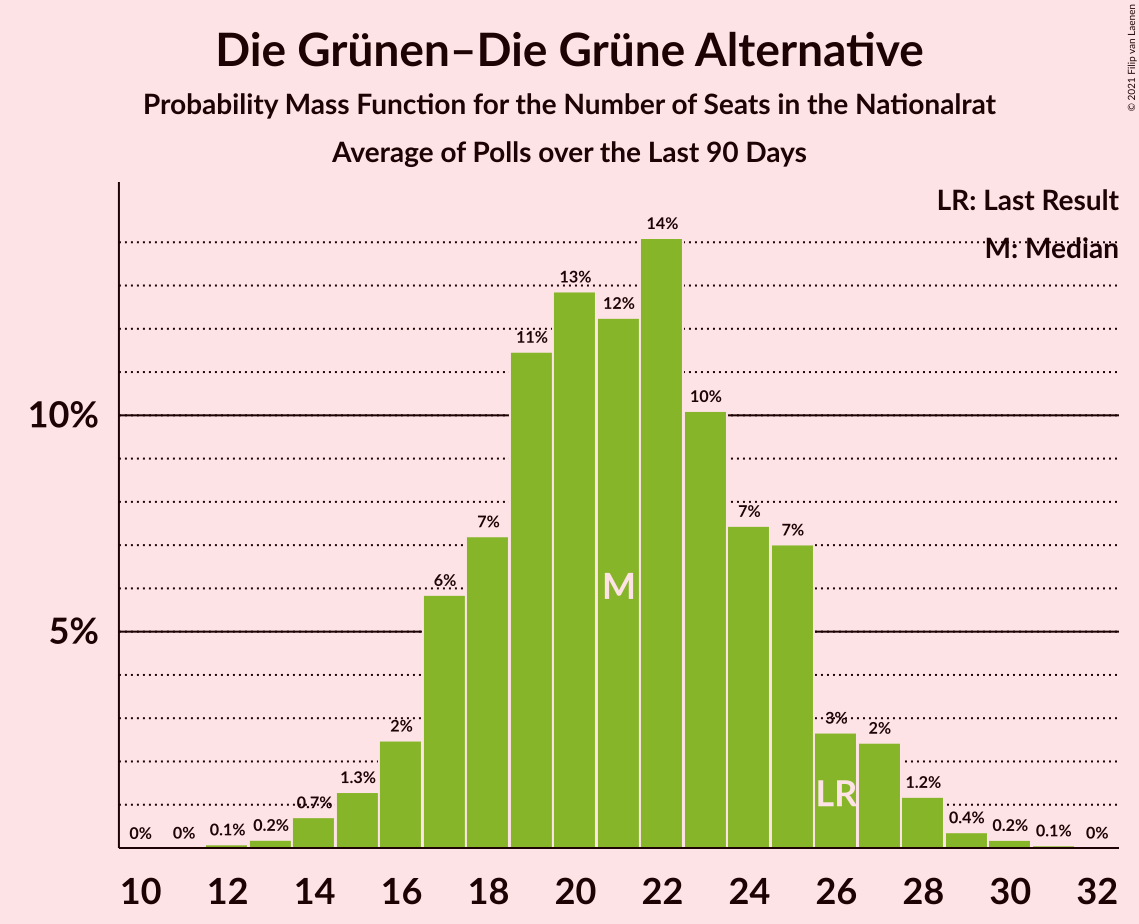 Die Grünen–Die Grüne Alternative
Probability Mass Function for the Number of Seats in the Nationalrat
Average of Polls over the Last 90 Days
© 2021 Filip van Laenen
LR: Last Result
M: Median
10%
5%
0%
0%
0.1%
0.2%
0.7%
1.3%
2%
6%
7%
11%
13%
12%
14%
10%
7%
7%
3%
2%
1.2%
0.4%
0.2%
0.1%
0%
M
LR
10 12 14 16 18 20 22 24 26 28 30 32